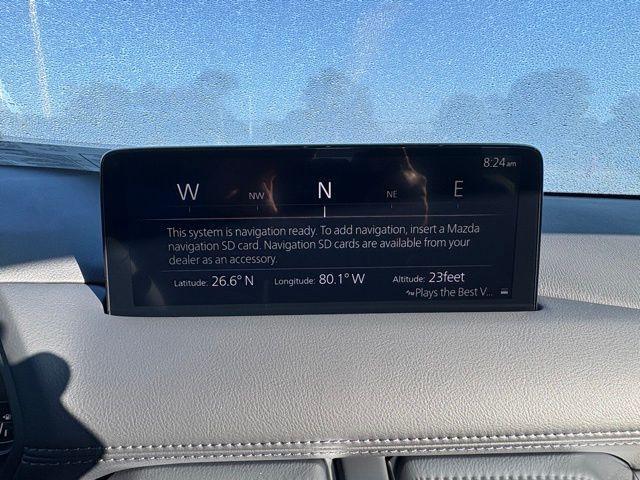 8:24 am
W NW N NE E
This system is navigation ready. To add navigation, insert a Mazda
navigation SD card. Navigation SD cards are available from your
dealer as an accessory.
Latitude: 26.6° N Longitude: 80.1° W Altitude: 23feet
Plays the Best V...